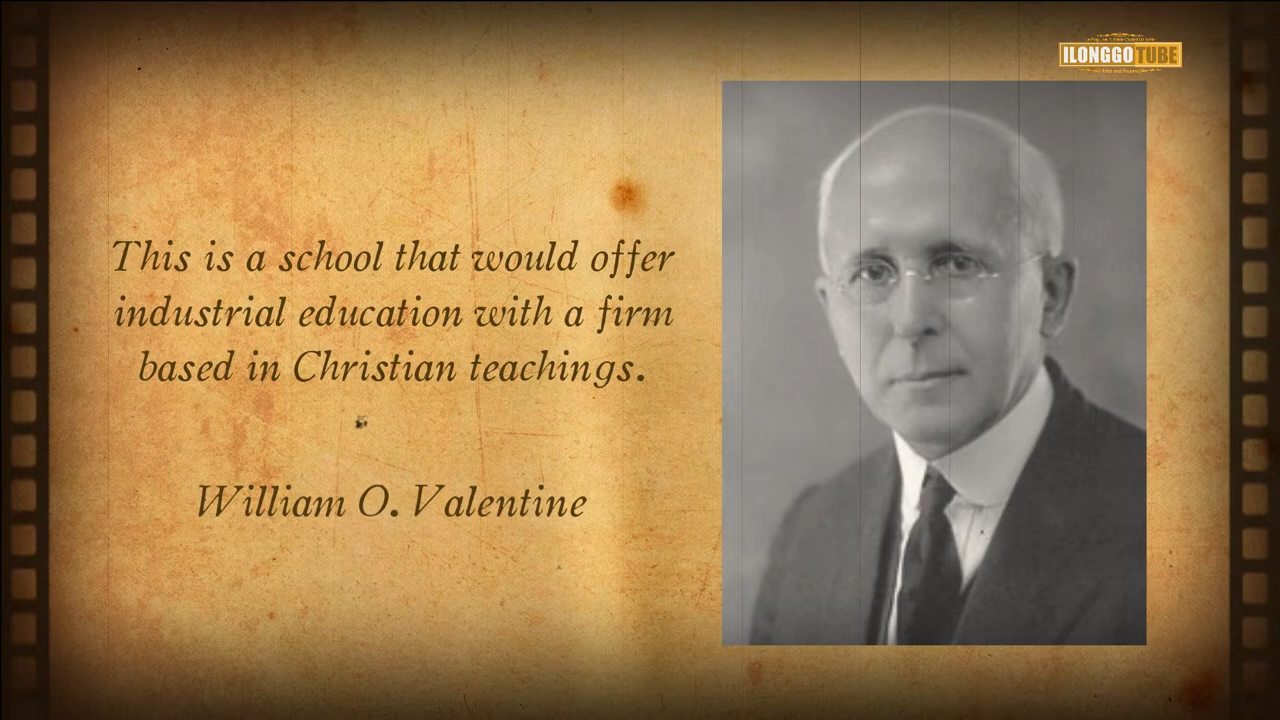 ILONGGOTUBE
This is a school that would offer
industrial education with a firm
based in Christian teachings.
William O. Valentine